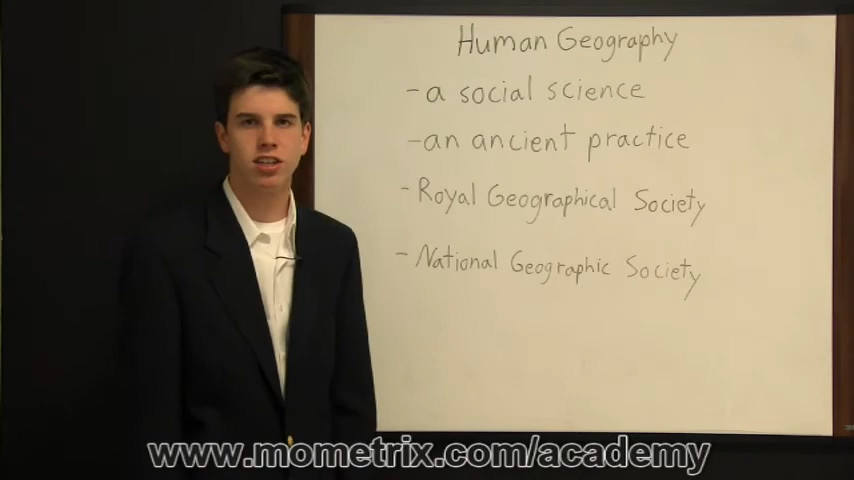 Human Geography
-a social science
-an ancient practice
-Royal Geographical Society
-National Geographic Society
www.mometrix.com/academy